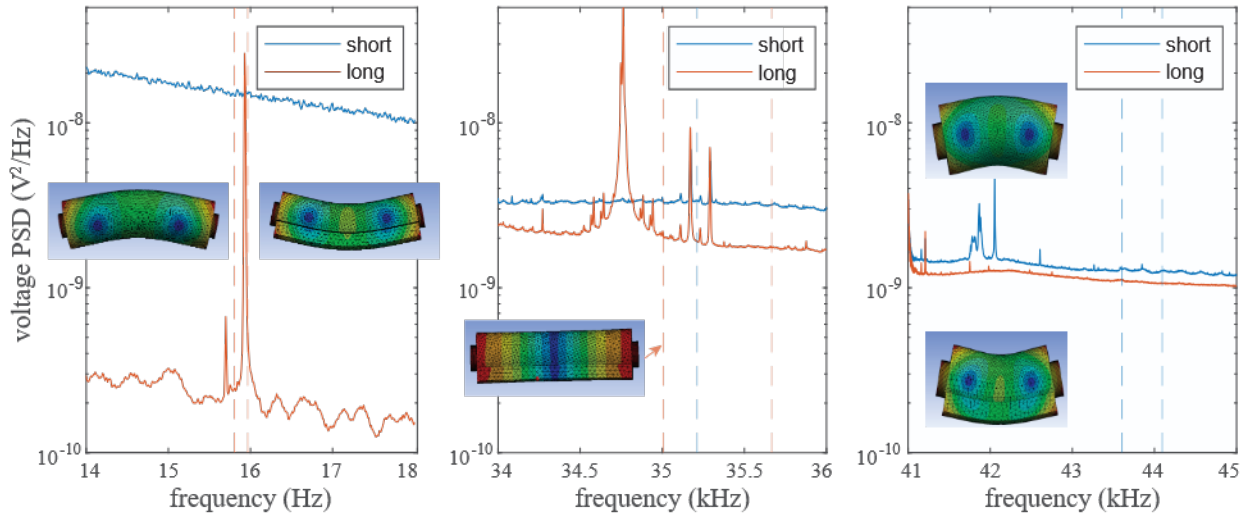 voltage PSD (V²/Hz)
10⁻⁸
10⁻⁹
10⁻¹⁰
short
long
14 15 16 17 18
frequency (Hz)
10⁻⁸
10⁻⁹
10⁻¹⁰
short
long
34 34.5 35 35.5 36
frequency (kHz)
10⁻⁸
10⁻⁹
10⁻¹⁰
short
long
41 42 43 44 45
frequency (kHz)